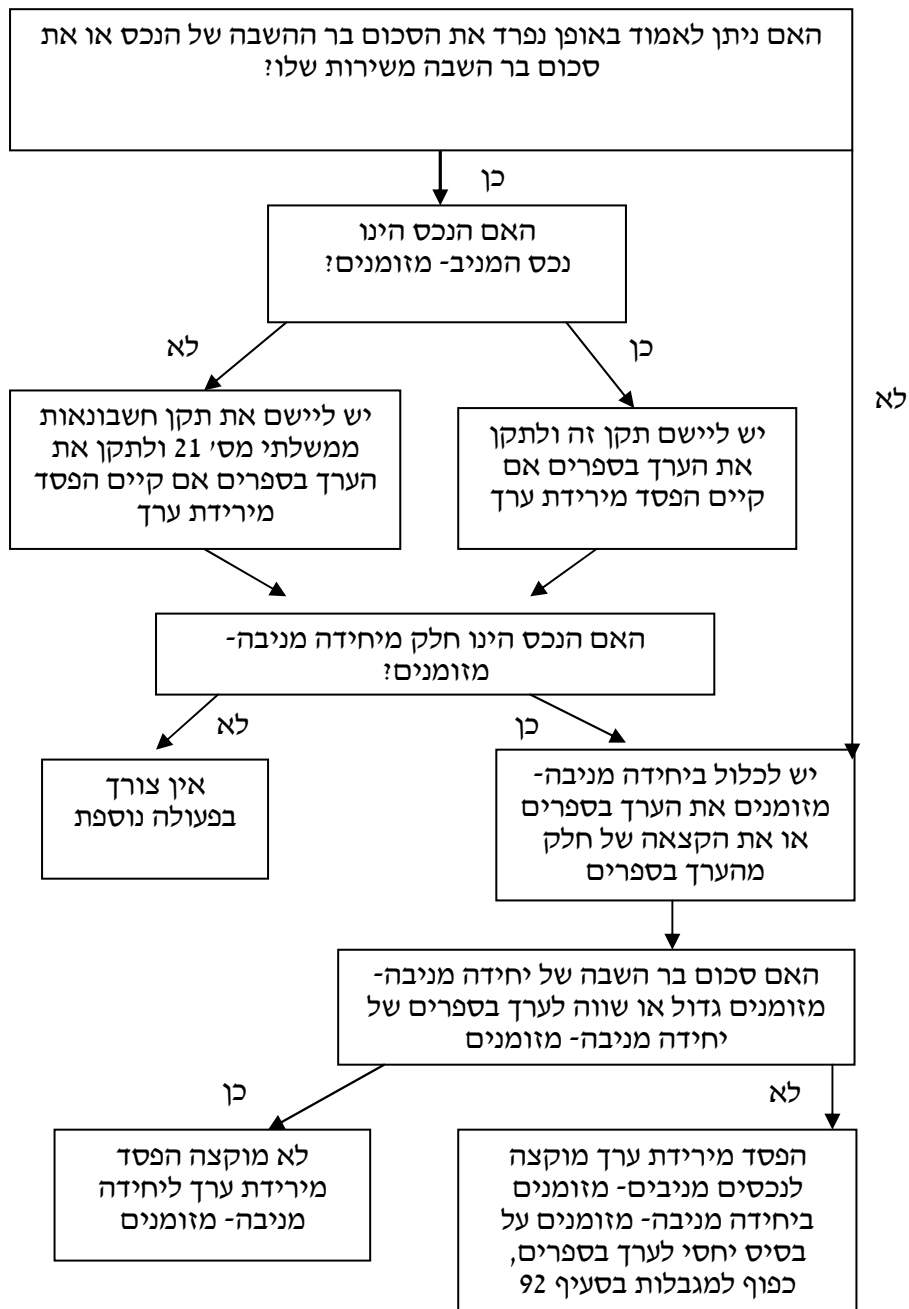 האם ניתן לאמוד באופן נפרד את הסכום בר ההשבה של הנכס או את
סכום בר השבה משירות שלו?
כן
האם הנכס הינו
נכס המניב- מזומנים?
לא
כן
לא
יש ליישם תקן זה ולתקן
את הערך בספרים אם
קיים הפסד מירידת ערך
יש ליישם את תקן חשבונאות
ממשלתי מס' 21 ולתקן את
הערך בספרים אם קיים הפסד
מירידת ערך
האם הנכס הינו חלק מיחידה מניבה-
מזומנים?
כן
לא
יש לכלול ביחידה מניבה-
מזומנים את הערך בספרים
או את הקצאה של חלק
מהערך בספרים
אין צורך
בפעולה נוספת
האם סכום בר השבה של יחידה מניבה-
מזומנים גדול או שווה לערך בספרים של
יחידה מניבה- מזומנים
לא
כן
הפסד מירידת ערך מוקצה
לנכסים מניבים- מזומנים
ביחידה מניבה- מזומנים על
בסיס יחסי לערך בספרים,
כפוף למגבלות בסעיף 92
לא מוקצה הפסד
מירידת ערך ליחידה
מניבה- מזומנים